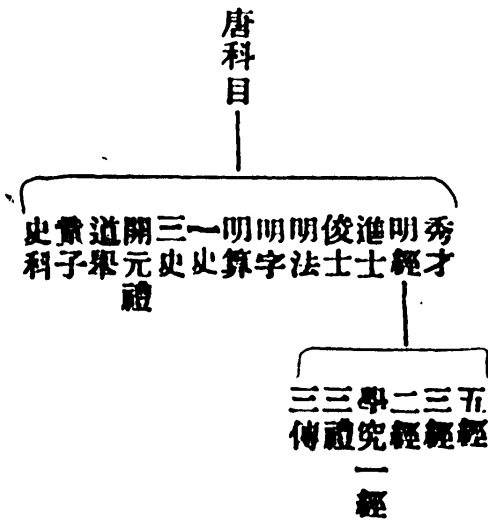 唐科目
秀才
明經
進士
俊士
明法
明字
明算
一史
三史
開元禮
道舉
童子
史科
五經
三經
二經
學究一經
三禮
三傳